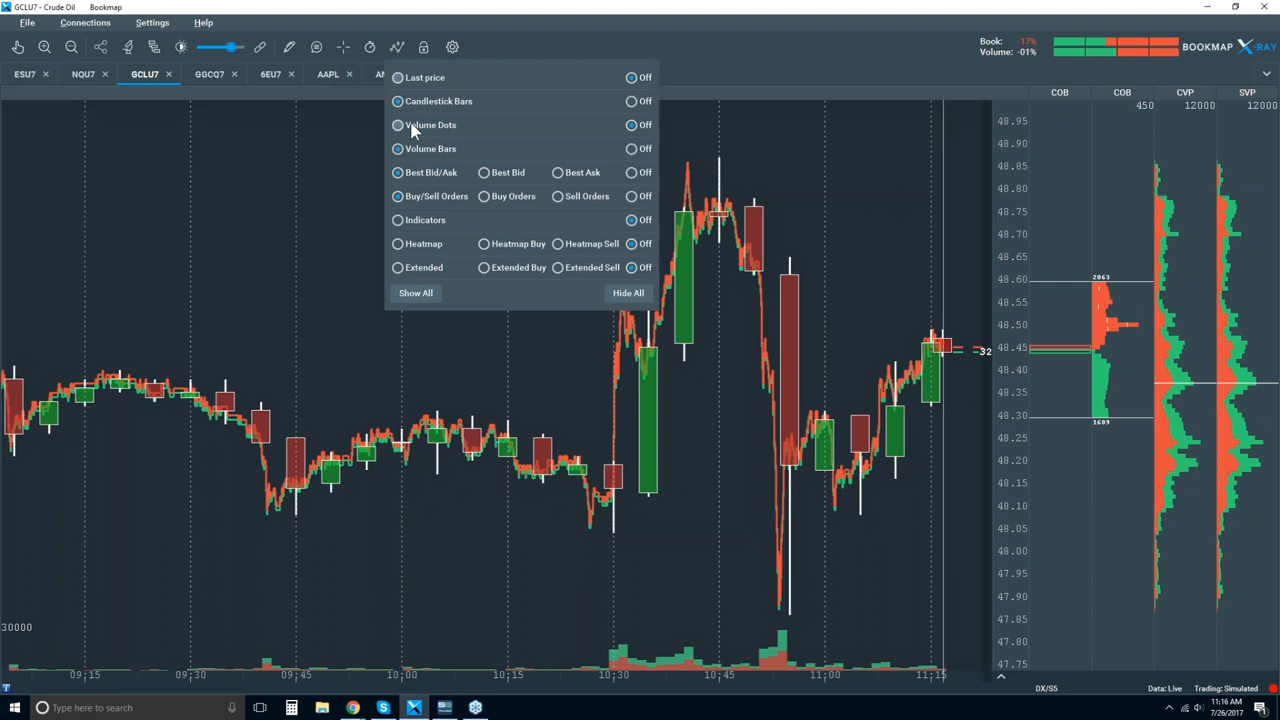 GCLU7 - Crude Oil Bookmap
File Connections Settings Help
Book: -17%
Volume: -01%
BOOKMAP X-RAY
ESU7 NQU7 GCLU7 GGCQ7 6EU7 AAPL
Last price Off
Candlestick Bars Off
Volume Dots Off
Volume Bars Off
Best Bid/Ask Best Bid Best Ask Off
Buy/Sell Orders Buy Orders Sell Orders Off
Indicators Off
Heatmap Heatmap Buy Heatmap Sell Off
Extended Extended Buy Extended Sell Off
Show All Hide All
COB COB CVP SVP
450 12000 12000
48.95
48.90
48.85
48.80
48.75
48.70
48.65
48.60
48.55
48.50
48.45
48.40
48.35
48.30
48.25
48.20
48.15
48.10
48.05
48.00
47.95
47.90
47.85
47.80
47.75
2063
32
1609
30000
09:15 09:30 09:45 10:00 10:15 10:30 10:45 11:00 11:15
DX/S5 Data: Live Trading: Simulated
Type here to search
11:16 AM
7/26/2017